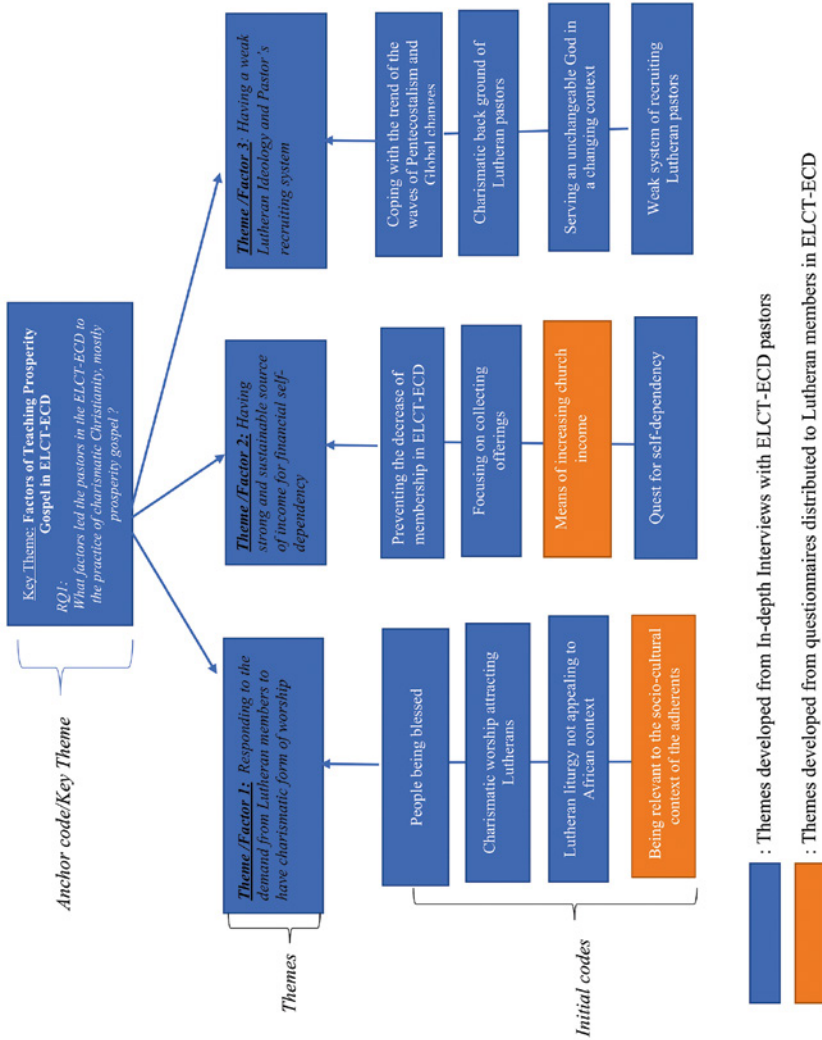 Anchor code/Key Theme
Key Theme: Factors of Teaching Prosperity
Gospel in ELCT-ECD
RQ1:
What factors led the pastors in the ELCT-ECD to
the practice of charismatic Christianity, mostly
prosperity gospel ?
Themes
Theme /Factor 1: Responding to the
demand from Lutheran members to
have charismatic form of worship
Theme /Factor 2: Having
strong and sustainable source
of income for financial self-
dependency
Theme /Factor 3: Having a weak
Lutheran Ideology and Pastor's
recruiting system
Initial codes
People being blessed
Charismatic worship attracting
Lutherans
Lutheran liturgy not appealing to
African context
Being relevant to the socio-cultural
context of the adherents
Preventing the decrease of
membership in ELCT-ECD
Focusing on collecting
offerings
Means of increasing church
income
Quest for self-dependency
Coping with the trend of the
waves of Pentecostalism and
Global changes
Charismatic back ground of
Lutheran pastors
Serving an unchangeable God in
a changing context
Weak system of recruiting
Lutheran pastors
: Themes developed from In-depth Interviews with ELCT-ECD pastors
: Themes developed from questionnaires distributed to Lutheran members in ELCT-ECD